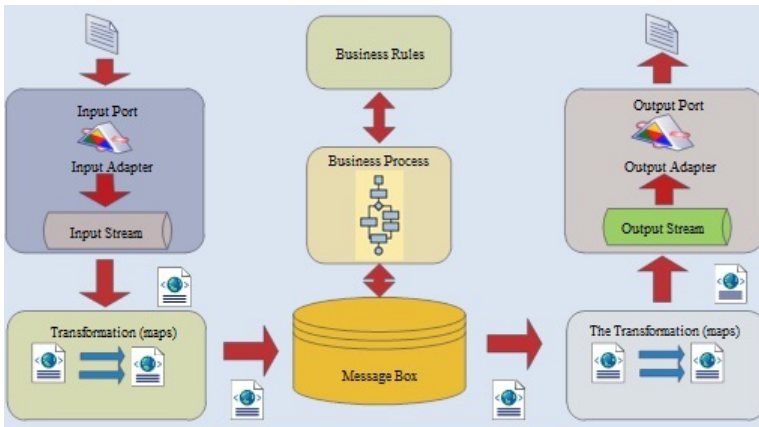 Input Port
Input Adapter
Input Stream
Transformation (maps)
Business Rules
Business Process
Message Box
Output Port
Output Adapter
Output Stream
The Transformation (maps)